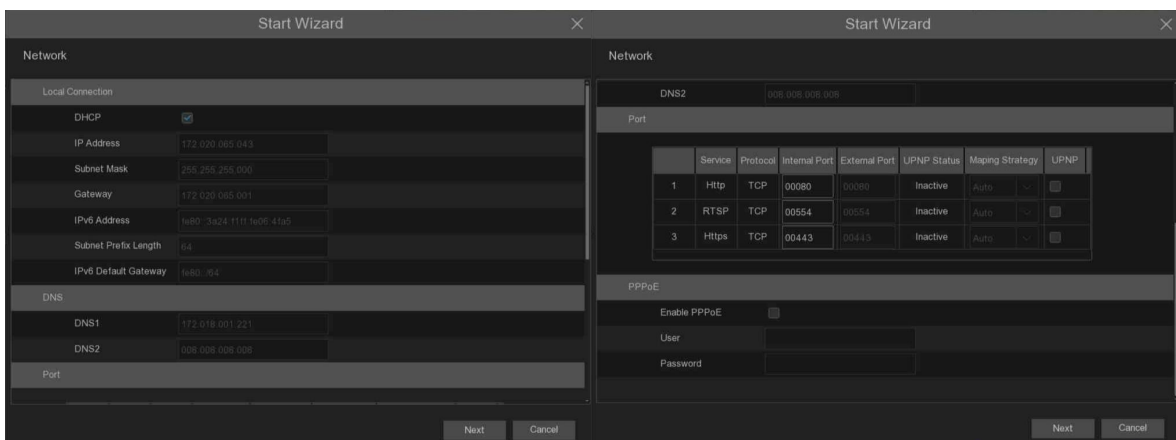 Start Wizard
Network
Local Connection
DHCP
IP Address 172.020.065.043
Subnet Mask 255.255.255.000
Gateway 172.020.065.001
IPv6 Address
Subnet Prefix Length 64
IPv6 Default Gateway fe80::/64
DNS
DNS1 172.018.001.221
DNS2 008.008.008.008
Port
Next Cancel
Start Wizard
Network
DNS2 008.008.008.008
Port
Service Protocol Internal Port External Port UPNP Status Maping Strategy UPNP
1 Http TCP 00080 00080 Inactive Auto
2 RTSP TCP 00554 00554 Inactive Auto
3 Https TCP 00443 00443 Inactive Auto
PPPoE
Enable PPPoE
User
Password
Next Cancel